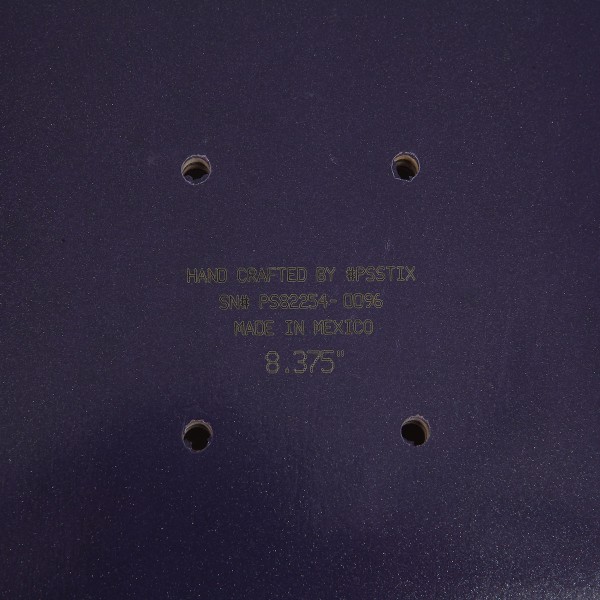 HAND CRAFTED BY #PSSTIX
SN# PS82254-0096
MADE IN MEXICO
8.375"